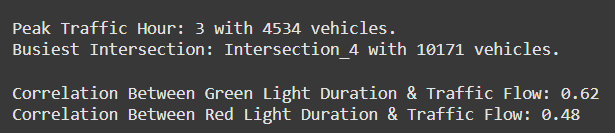 Peak Traffic Hour: 3 with 4534 vehicles.
Busiest Intersection: Intersection_4 with 10171 vehicles.
Correlation Between Green Light Duration & Traffic Flow: 0.62
Correlation Between Red Light Duration & Traffic Flow: 0.48